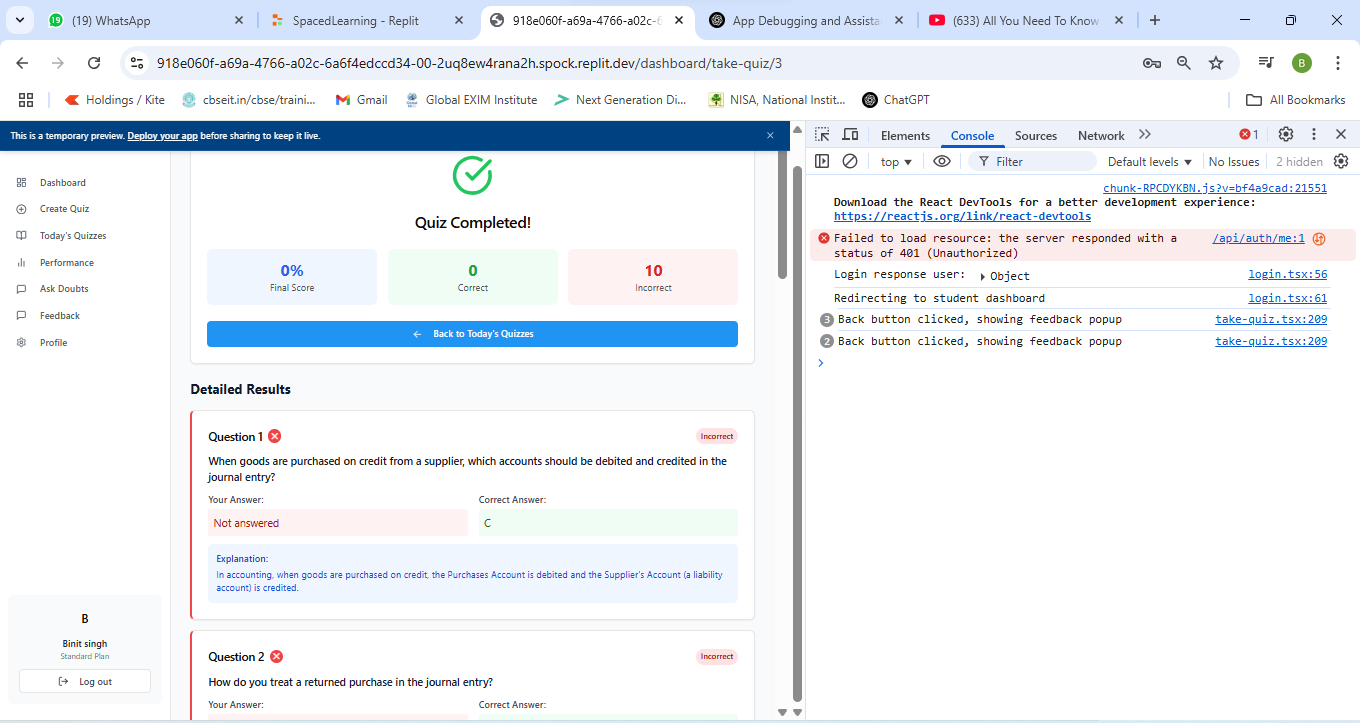 (19) WhatsApp
SpacedLearning - Replit
918e060f-a69a-4766-a02c-6
App Debugging and Assista
(633) All You Need To Know
918e060f-a69a-4766-a02c-6a6f4edccd34-00-2uq8ew4rana2h.spock.replit.dev/dashboard/take-quiz/3
B
Holdings / Kite
cbseit.in/cbse/traini...
Gmail
Global EXIM Institute
Next Generation Di...
NISA, National Instit...
ChatGPT
All Bookmarks
This is a temporary preview. Deploy your app before sharing to keep it live.
Dashboard
Create Quiz
Today's Quizzes
Performance
Ask Doubts
Feedback
Profile
B
Binit singh
Standard Plan
Log out
Quiz Completed!
0%
Final Score
0
Correct
10
Incorrect
Back to Today's Quizzes
Detailed Results
Question 1
Incorrect
When goods are purchased on credit from a supplier, which accounts should be debited and credited in the
journal entry?
Your Answer:
Correct Answer:
Not answered
C
Explanation:
In accounting, when goods are purchased on credit, the Purchases Account is debited and the Supplier's Account (a liability
account) is credited.
Question 2
Incorrect
How do you treat a returned purchase in the journal entry?
Your Answer:
Correct Answer:
Elements
Console
Sources
Network
1
top
Filter
Default levels
No Issues
2 hidden
chunk-RPCDYKBN.js?v=bf4a9cad:21551
Download the React DevTools for a better development experience:
https://reactjs.org/link/react-devtools
Failed to load resource: the server responded with a /api/auth/me:1
status of 401 (Unauthorized)
Login response user: Object login.tsx:56
Redirecting to student dashboard login.tsx:61
3 Back button clicked, showing feedback popup take-quiz.tsx:209
2 Back button clicked, showing feedback popup take-quiz.tsx:209